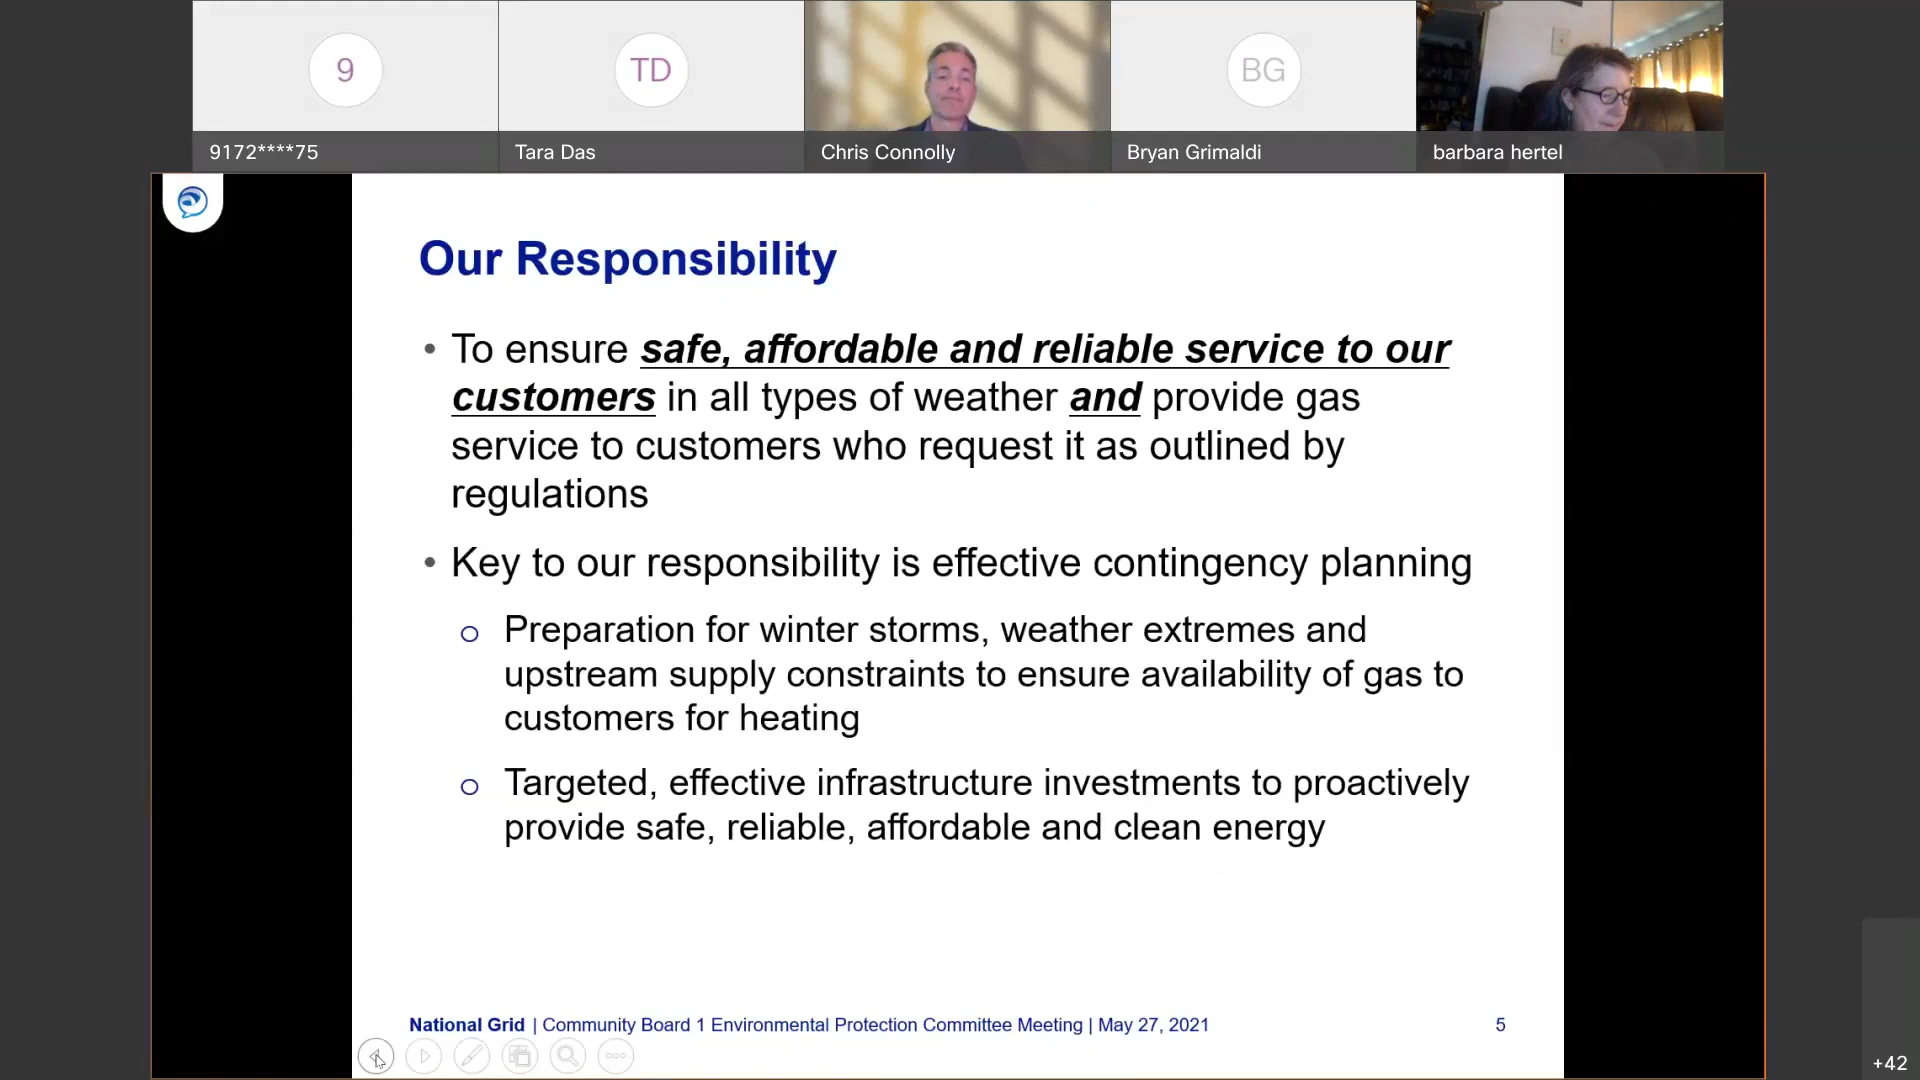 9
TD
BG
9172****75
Tara Das
Chris Connolly
Bryan Grimaldi
barbara hertel
Our Responsibility
• To ensure safe, affordable and reliable service to our
customers in all types of weather and provide gas
service to customers who request it as outlined by
regulations
• Key to our responsibility is effective contingency planning
o Preparation for winter storms, weather extremes and
upstream supply constraints to ensure availability of gas to
customers for heating
o Targeted, effective infrastructure investments to proactively
provide safe, reliable, affordable and clean energy
National Grid | Community Board 1 Environmental Protection Committee Meeting | May 27, 2021
5
+42